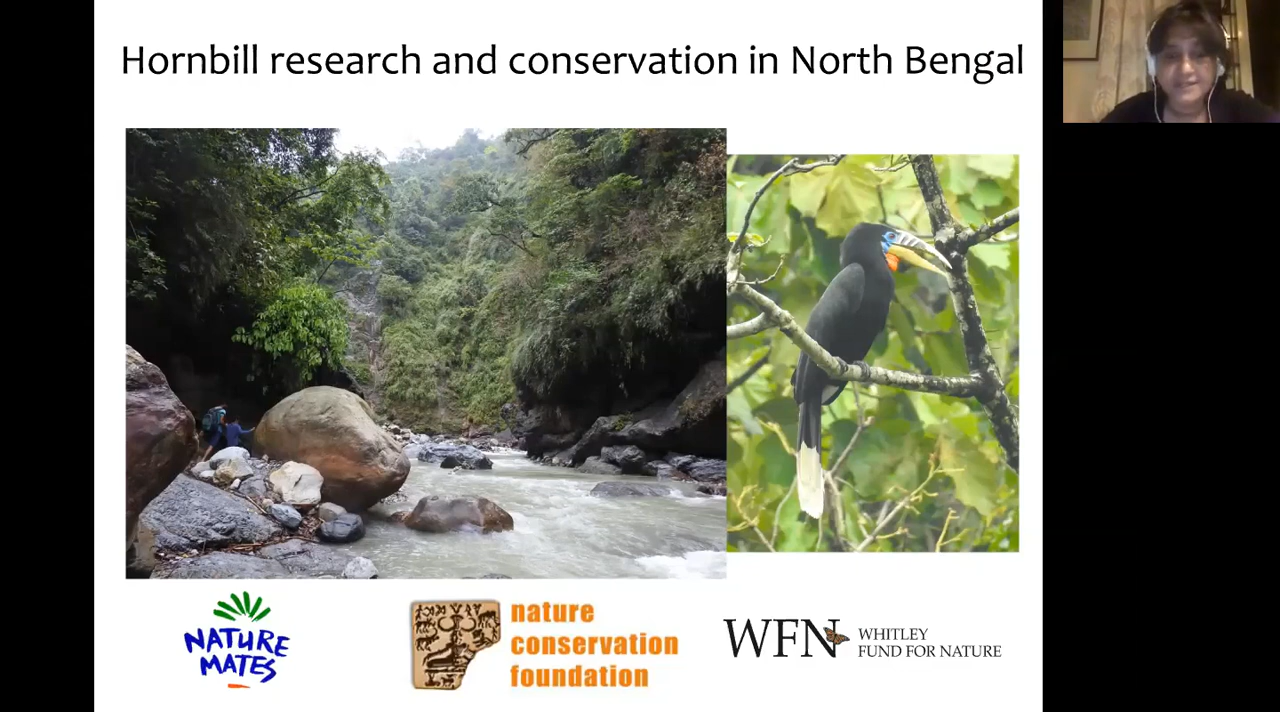 Hornbill research and conservation in North Bengal
NATURE
MATES
nature
conservation
foundation
WFN
WHITLEY
FUND FOR NATURE